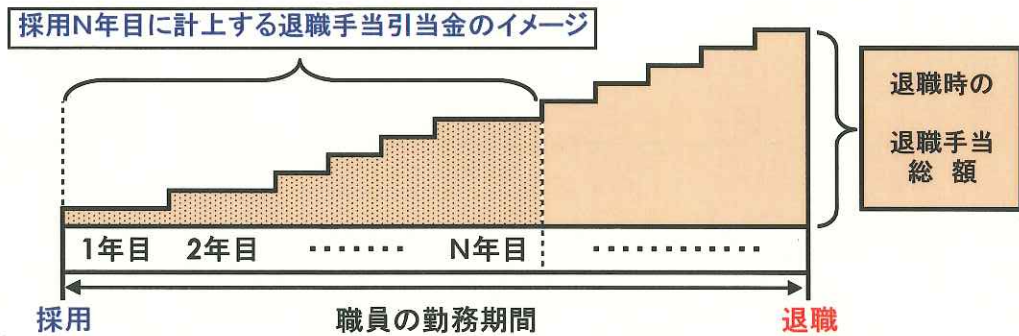 採用N年目に計上する退職手当引当金のイメージ
退職時の
退職手当
総 額
1年目 2年目 ‥‥‥‥ N年目 ‥‥‥‥‥‥‥
採用 職員の勤務期間 退職